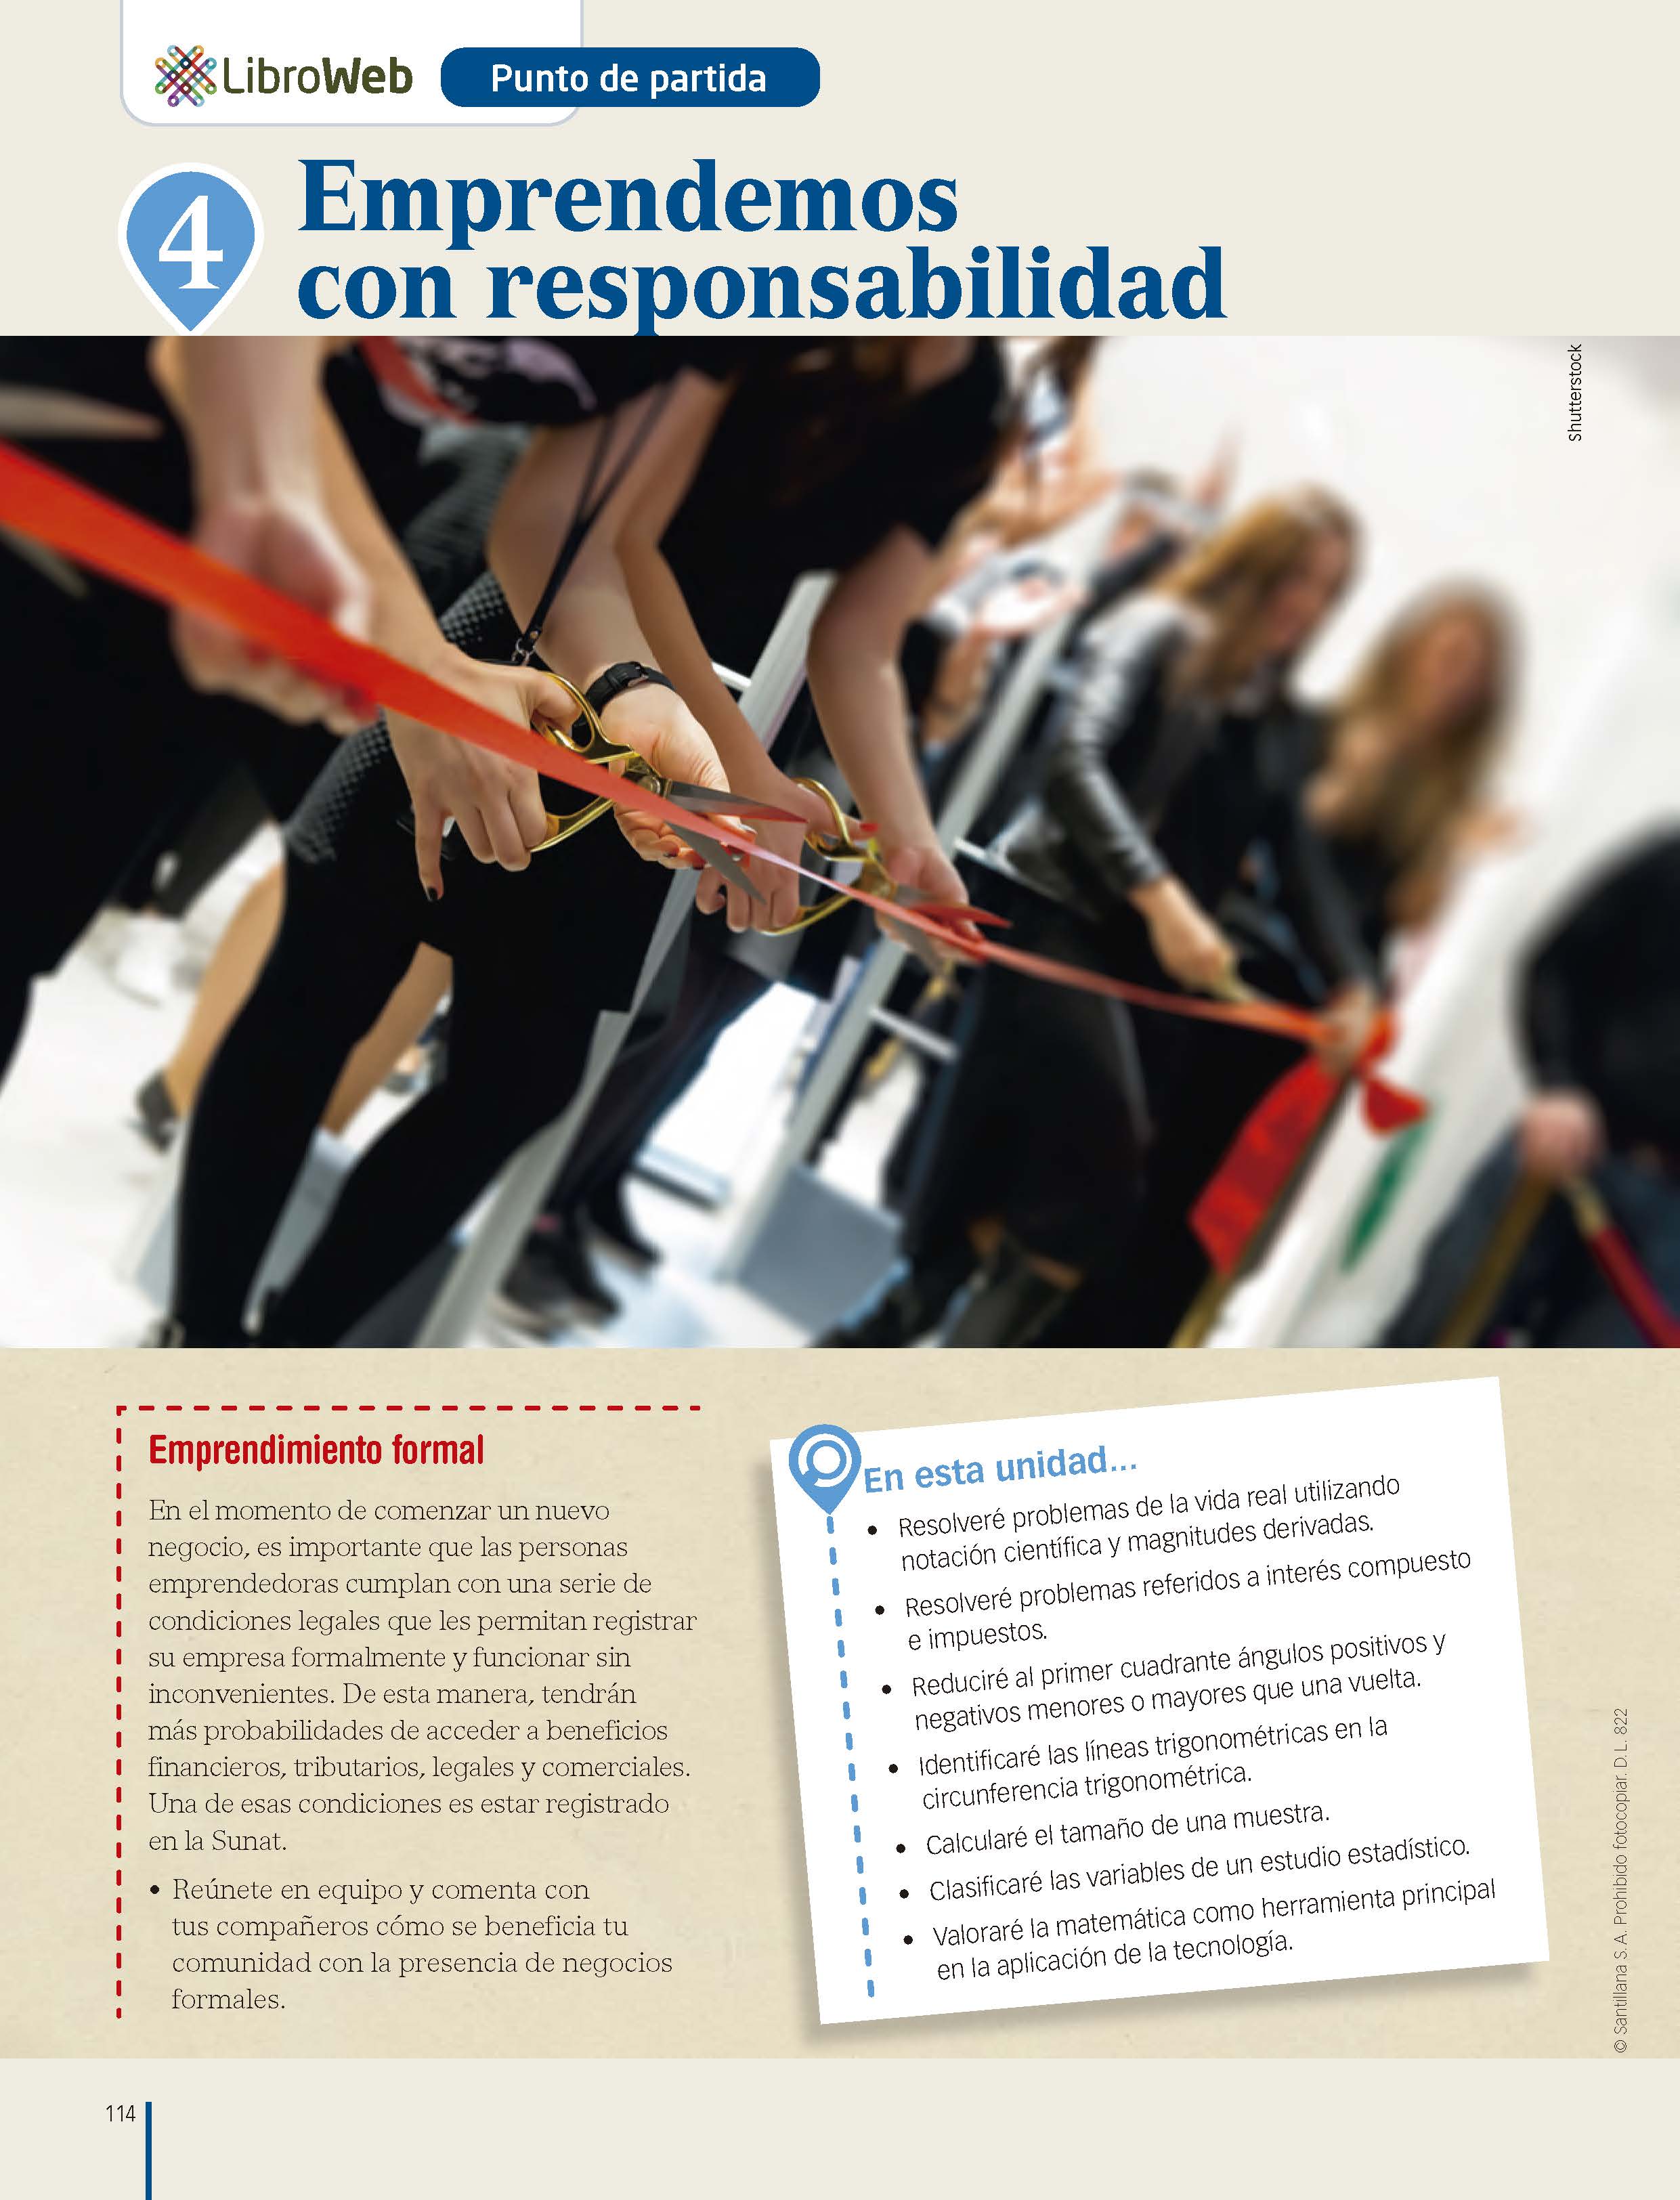 LibroWeb
Punto de partida
4
Emprendemos
con responsabilidad
Shutterstock
Emprendimiento formal
En el momento de comenzar un nuevo
negocio, es importante que las personas
emprendedoras cumplan con una serie de
condiciones legales que les permitan registrar
su empresa formalmente y funcionar sin
inconvenientes. De esta manera, tendrán
más probabilidades de acceder a beneficios
financieros, tributarios, legales y comerciales.
Una de esas condiciones es estar registrado
en la Sunat.
• Reúnete en equipo y comenta con
tus compañeros cómo se beneficia tu
comunidad con la presencia de negocios
formales.
En esta unidad...
• Resolveré problemas de la vida real utilizando
notación científica y magnitudes derivadas.
• Resolveré problemas referidos a interés compuesto
e impuestos.
• Reduciré al primer cuadrante ángulos positivos y
negativos menores o mayores que una vuelta.
• Identificaré las líneas trigonométricas en la
circunferencia trigonométrica.
• Calcularé el tamaño de una muestra.
• Clasificaré las variables de un estudio estadístico.
• Valoraré la matemática como herramienta principal
en la aplicación de la tecnología.
© Santillana S. A. Prohibido fotocopiar. D. L. 822
114